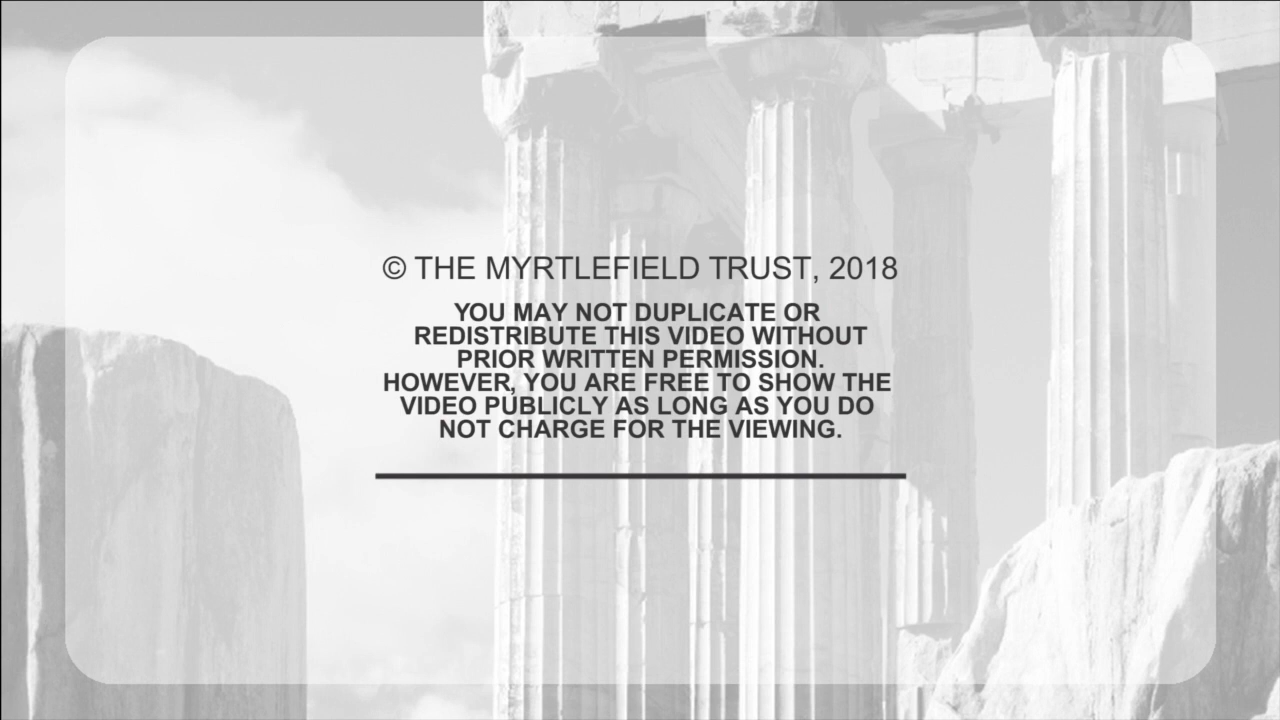 © THE MYRTLEFIELD TRUST, 2018
YOU MAY NOT DUPLICATE OR
REDISTRIBUTE THIS VIDEO WITHOUT
PRIOR WRITTEN PERMISSION.
HOWEVER, YOU ARE FREE TO SHOW THE
VIDEO PUBLICLY AS LONG AS YOU DO
NOT CHARGE FOR THE VIEWING.